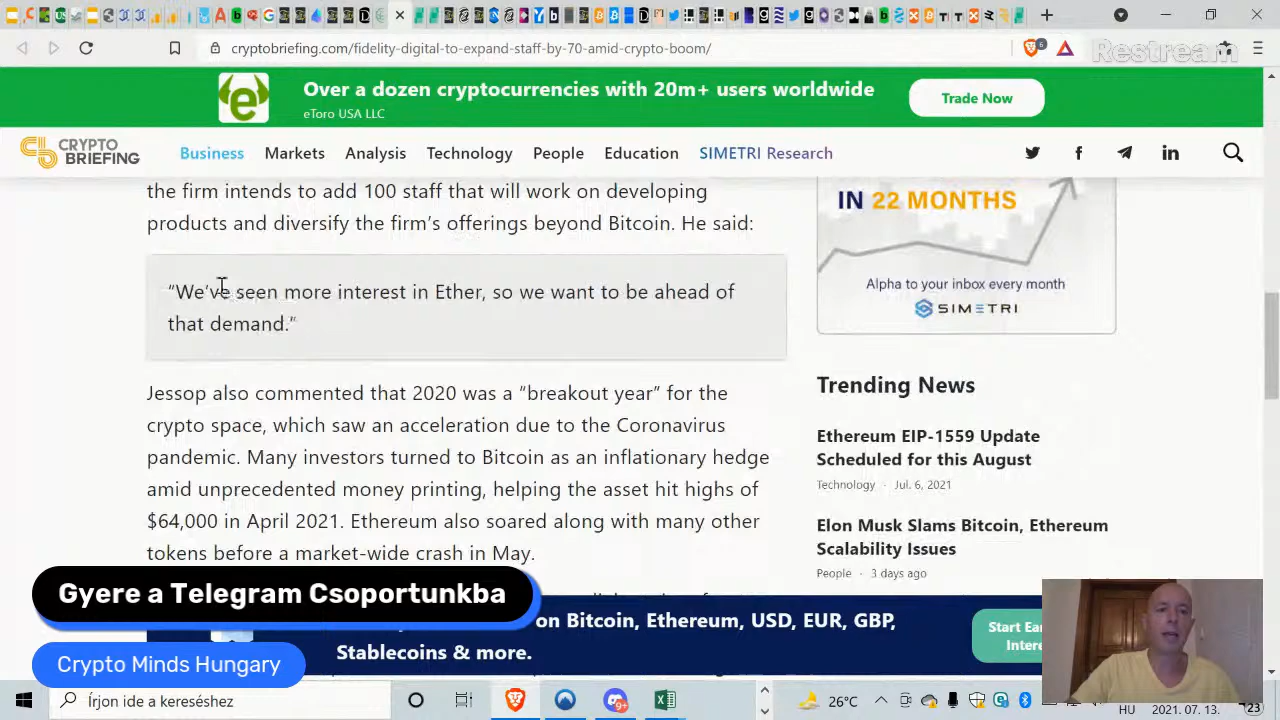 cryptobriefing.com/fidelity-digital-to-expand-staff-by-70-amid-crypto-boom/
6
Restream
Over a dozen cryptocurrencies with 20m+ users worldwide
eToro USA LLC
Trade Now
CRYPTO
BRIEFING
Business Markets Analysis Technology People Education SIMETRI Research
the firm intends to add 100 staff that will work on developing
products and diversify the firm's offerings beyond Bitcoin. He said:
"We've seen more interest in Ether, so we want to be ahead of
that demand."
Jessop also commented that 2020 was a "breakout year" for the
crypto space, which saw an acceleration due to the Coronavirus
pandemic. Many investors turned to Bitcoin as an inflationary hedge
amid unprecedented money printing, helping the asset hit highs of
$64,000 in April 2021. Ethereum also soared along with many other
tokens before a market-wide crash in May.
IN 22 MONTHS
Alpha to your inbox every month
SIMETRI
Trending News
Ethereum EIP-1559 Update
Scheduled for this August
Technology · Jul. 6, 2021
Elon Musk Slams Bitcoin, Ethereum
Scalability Issues
People · 3 days ago
on Bitcoin, Ethereum, USD, EUR, GBP,
Stablecoins & more.
Start Ear
Intere
Gyere a Telegram Csoportunkba
Crypto Minds Hungary
Írjon ide a kereséshez
9+
26°C
HU
2021. 07. 13.